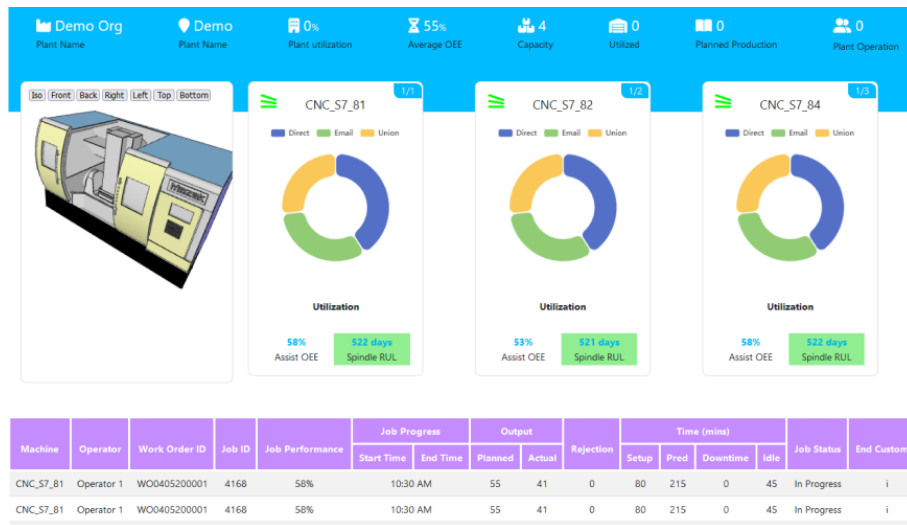 Demo Org
Plant Name
Demo
Plant Name
0%
Plant utilization
55%
Average OEE
4
Capacity
0
Utilized
0
Planned Production
0
Plant Operation
Iso Front Back Right Left Top Bottom
1/1
CNC_S7_81
Direct Email Union
Utilization
58%
Assist OEE
522 days
Spindle RUL
1/2
CNC_S7_82
Direct Email Union
Utilization
53%
Assist OEE
521 days
Spindle RUL
1/3
CNC_S7_84
Direct Email Union
Utilization
58%
Assist OEE
522 days
Spindle RUL
Machine Operator Work Order ID Job ID Job Performance Job Progress Output Rejection Time (mins) Job Status End Custom
Start Time End Time Planned Actual Setup Pred Downtime Idle
CNC_S7_81 Operator 1 WO0405200001 4168 58% 10:30 AM 55 41 0 80 215 0 45 In Progress i
CNC_S7_81 Operator 1 WO0405200001 4168 58% 10:30 AM 55 41 0 80 215 0 45 In Progress i